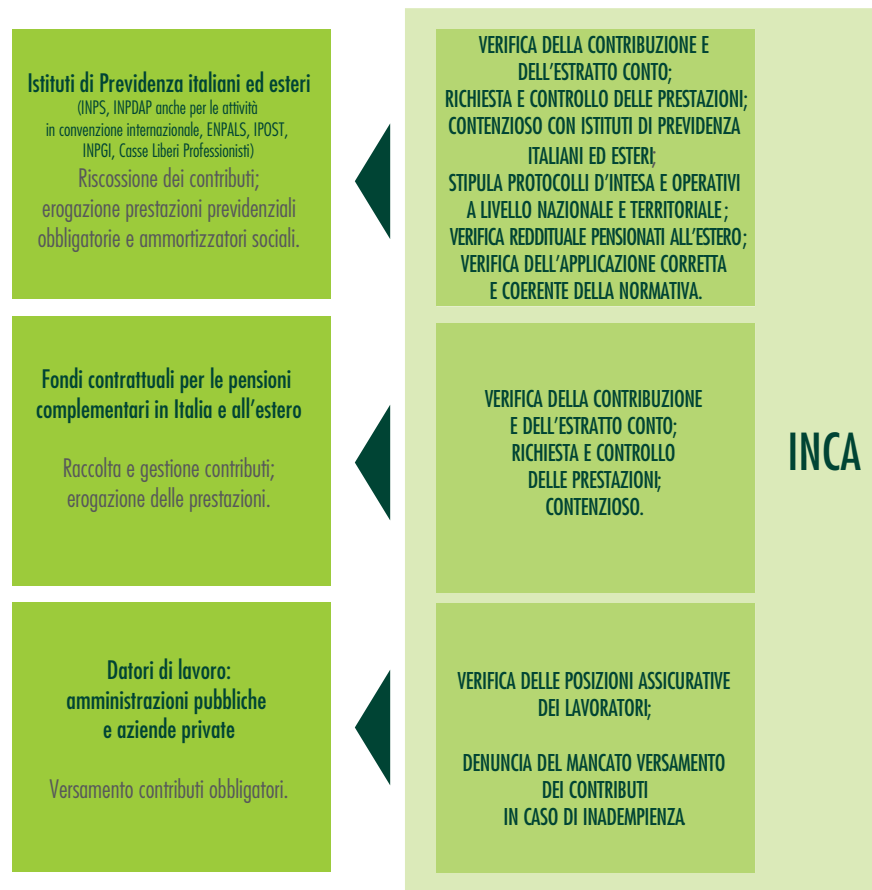 Istituti di Previdenza italiani ed esteri
(INPS, INPDAP anche per le attività
in convenzione internazionale, ENPALS, IPOST,
INPGI, Casse Liberi Professionisti)
Riscossione dei contributi;
erogazione prestazioni previdenziali
obbligatorie e ammortizzatori sociali.
VERIFICA DELLA CONTRIBUZIONE E
DELL'ESTRATTO CONTO;
RICHIESTA E CONTROLLO DELLE PRESTAZIONI;
CONTENZIOSO CON ISTITUTI DI PREVIDENZA
ITALIANI ED ESTERI;
STIPULA PROTOCOLLI D'INTESA E OPERATIVI
A LIVELLO NAZIONALE E TERRITORIALE;
VERIFICA REDDITUALE PENSIONATI ALL'ESTERO;
VERIFICA DELL'APPLICAZIONE CORRETTA
E COERENTE DELLA NORMATIVA.
Fondi contrattuali per le pensioni
complementari in Italia e all'estero
Raccolta e gestione contributi;
erogazione delle prestazioni.
VERIFICA DELLA CONTRIBUZIONE
E DELL'ESTRATTO CONTO;
RICHIESTA E CONTROLLO
DELLE PRESTAZIONI;
CONTENZIOSO.
INCA
Datori di lavoro:
amministrazioni pubbliche
e aziende private
Versamento contributi obbligatori.
VERIFICA DELLE POSIZIONI ASSICURATIVE
DEI LAVORATORI;
DENUNCIA DEL MANCATO VERSAMENTO
DEI CONTRIBUTI
IN CASO DI INADEMPIENZA.